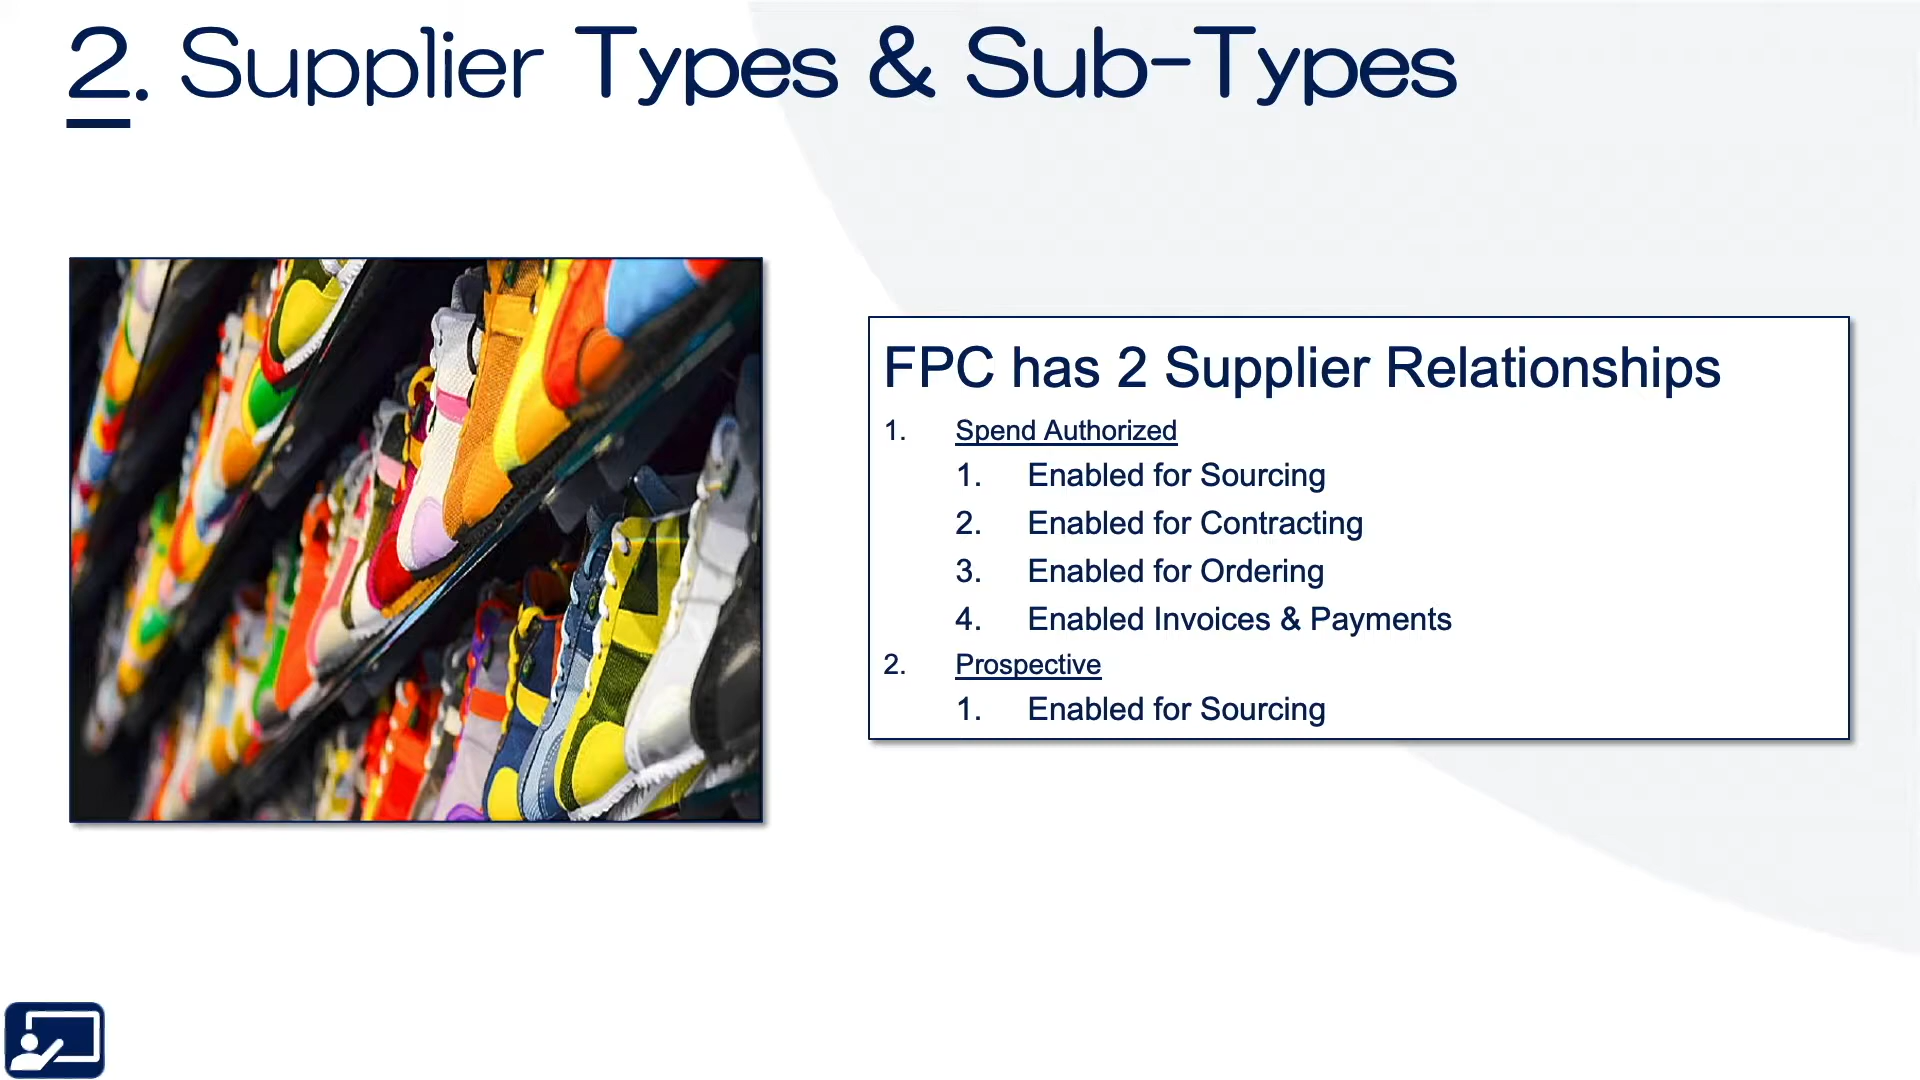 2. Supplier Types & Sub-Types
FPC has 2 Supplier Relationships
1. Spend Authorized
1. Enabled for Sourcing
2. Enabled for Contracting
3. Enabled for Ordering
4. Enabled Invoices & Payments
2. Prospective
1. Enabled for Sourcing